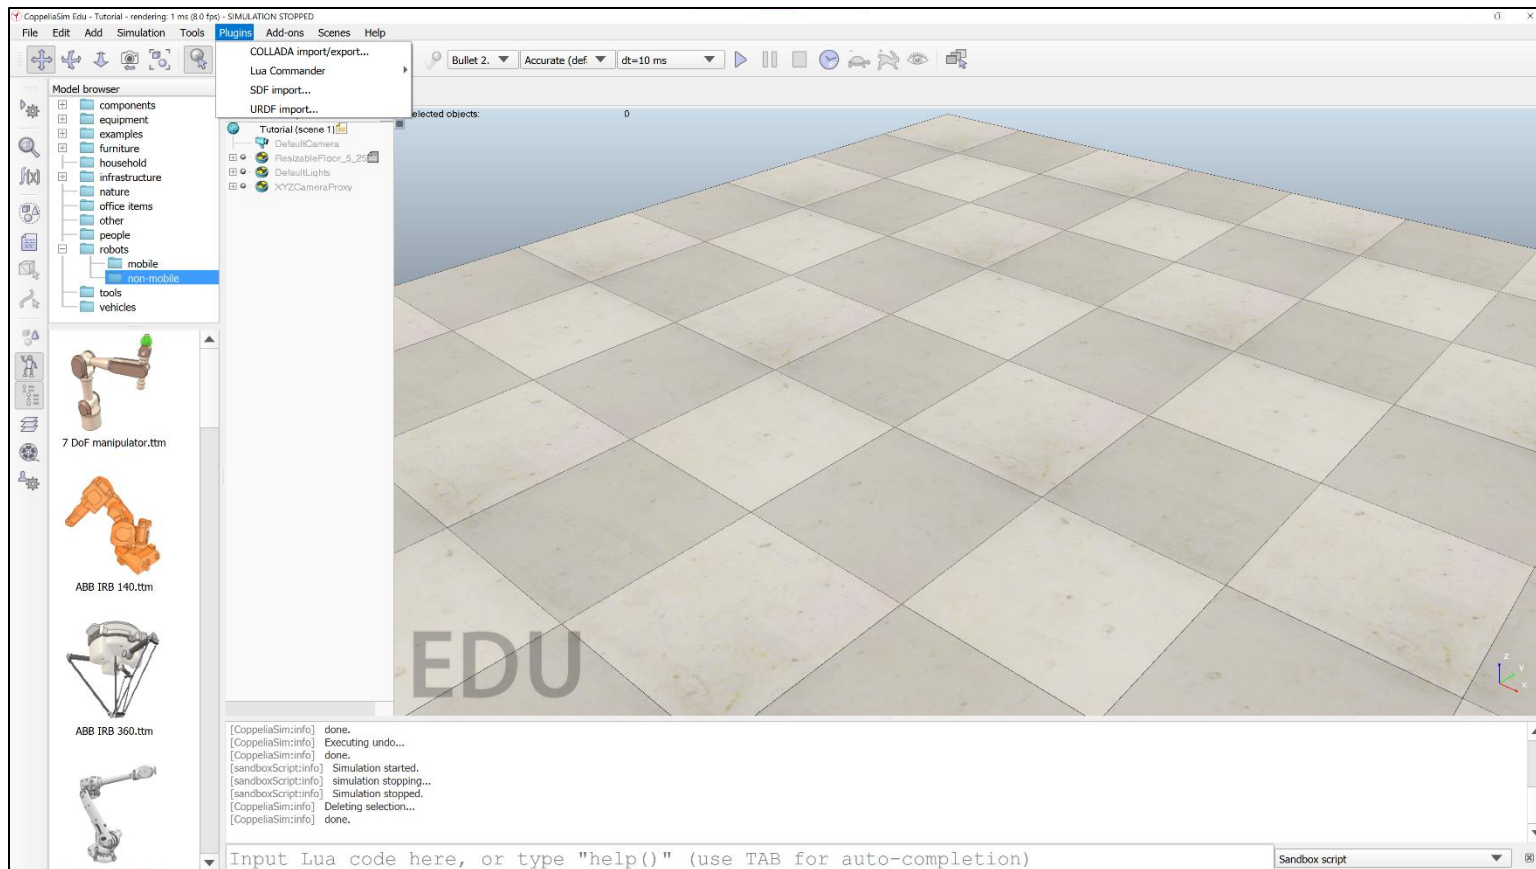 CoppeliaSim Edu - Tutorial - rendering: 1 ms (8.0 fps) - SIMULATION STOPPED
File Edit Add Simulation Tools Plugins Add-ons Scenes Help
COLLADA import/export...
Lua Commander
SDF import...
URDF import...
Bullet 2. Accurate (def dt=10 ms
Model browser
components
equipment
examples
furniture
household
infrastructure
nature
office items
other
people
robots
mobile
non-mobile
tools
vehicles
7 DoF manipulator.ttm
ABB IRB 140.ttm
ABB IRB 360.ttm
f(x)
Tutorial (scene 1)
DefaultCamera
ResizableFloor_5_25
DefaultLights
XYZCameraProxy
elected objects: 0
EDU
z
y
x
[CoppeliaSim:info] done.
[CoppeliaSim:info] Executing undo...
[CoppeliaSim:info] done.
[sandboxScript:info] Simulation started.
[sandboxScript:info] simulation stopping...
[sandboxScript:info] Simulation stopped.
[CoppeliaSim:info] Deleting selection...
[CoppeliaSim:info] done.
Input Lua code here, or type "help()" (use TAB for auto-completion)
Sandbox script